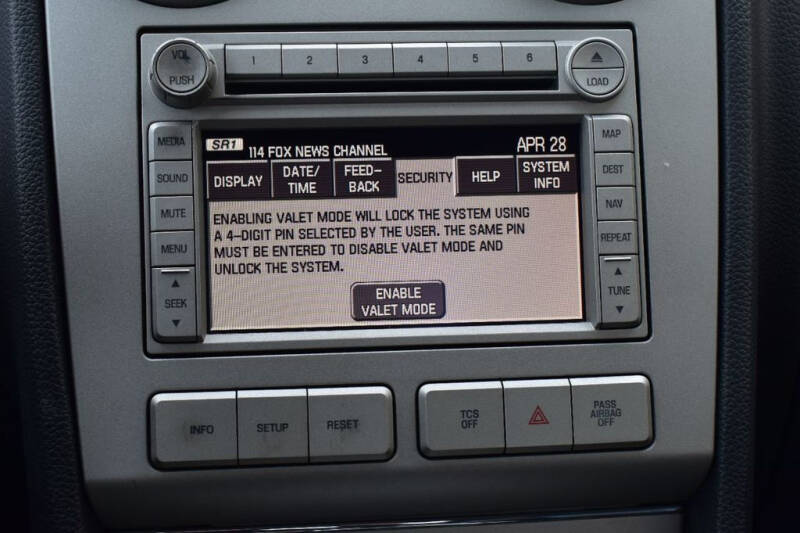 VOL
PUSH
1 2 3 4 5 6
LOAD
MEDIA
SOUND
MUTE
MENU
SEEK
SR1
114 FOX NEWS CHANNEL
APR 28
DISPLAY
DATE/
TIME
FEED-
BACK
SECURITY
HELP
SYSTEM
INFO
ENABLING VALET MODE WILL LOCK THE SYSTEM USING
A 4-DIGIT PIN SELECTED BY THE USER. THE SAME PIN
MUST BE ENTERED TO DISABLE VALET MODE AND
UNLOCK THE SYSTEM.
ENABLE
VALET MODE
MAP
DEST
NAV
REPEAT
TUNE
INFO
SETUP
RESET
TCS
OFF
PASS
AIRBAG
OFF